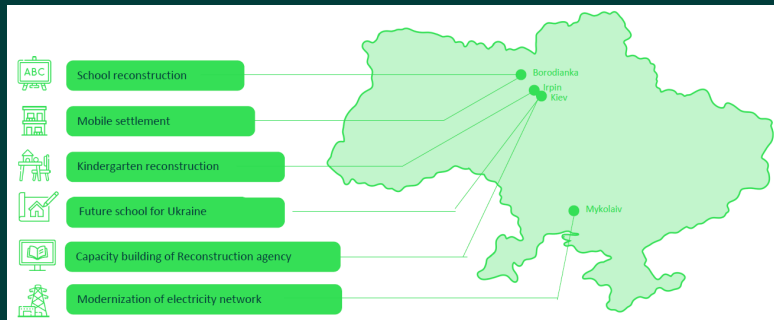 ABC
School reconstruction
Mobile settlement
Kindergarten reconstruction
Future school for Ukraine
Capacity building of Reconstruction agency
Modernization of electricity network
Borodianka
Irpin
Kiev
Mykolaiv